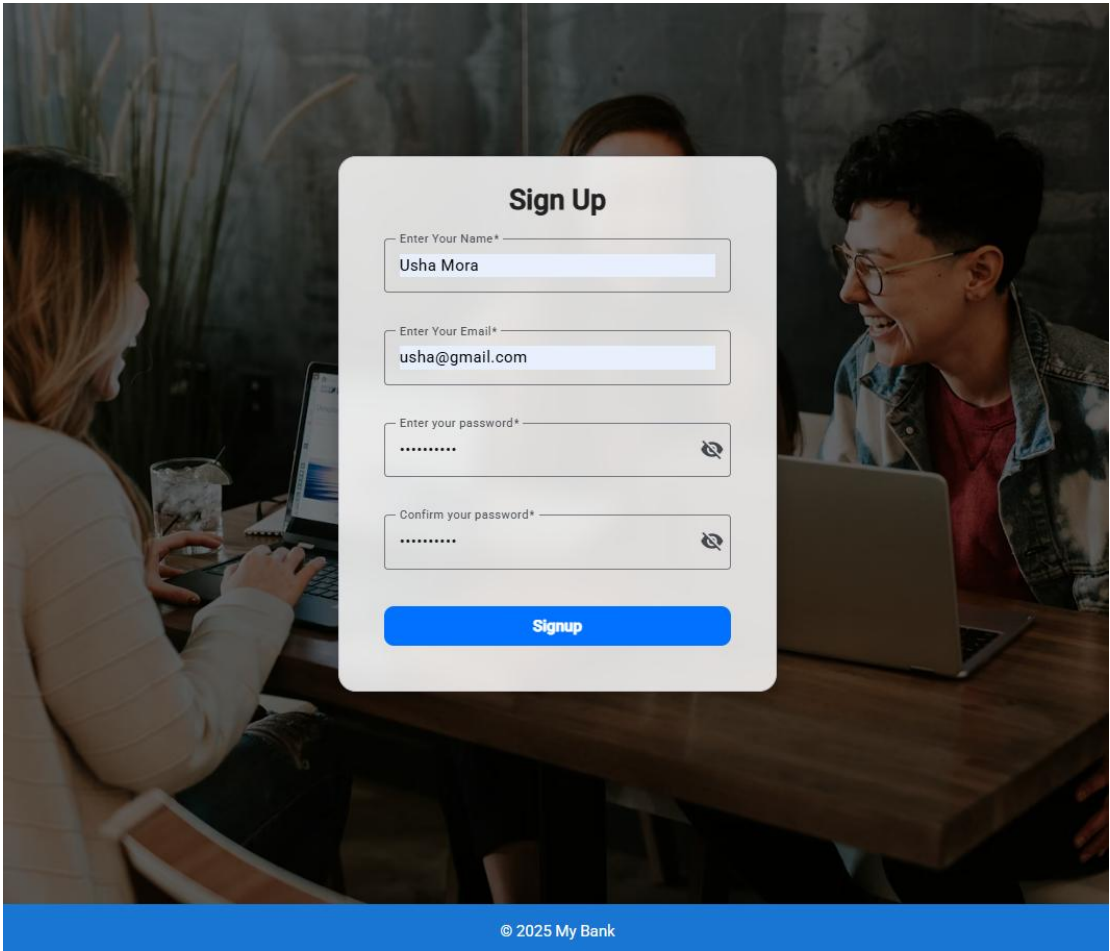 Sign Up
Enter Your Name*
Usha Mora
Enter Your Email*
usha@gmail.com
Enter your password*
••••••••••
Confirm your password*
••••••••••
Signup
© 2025 My Bank